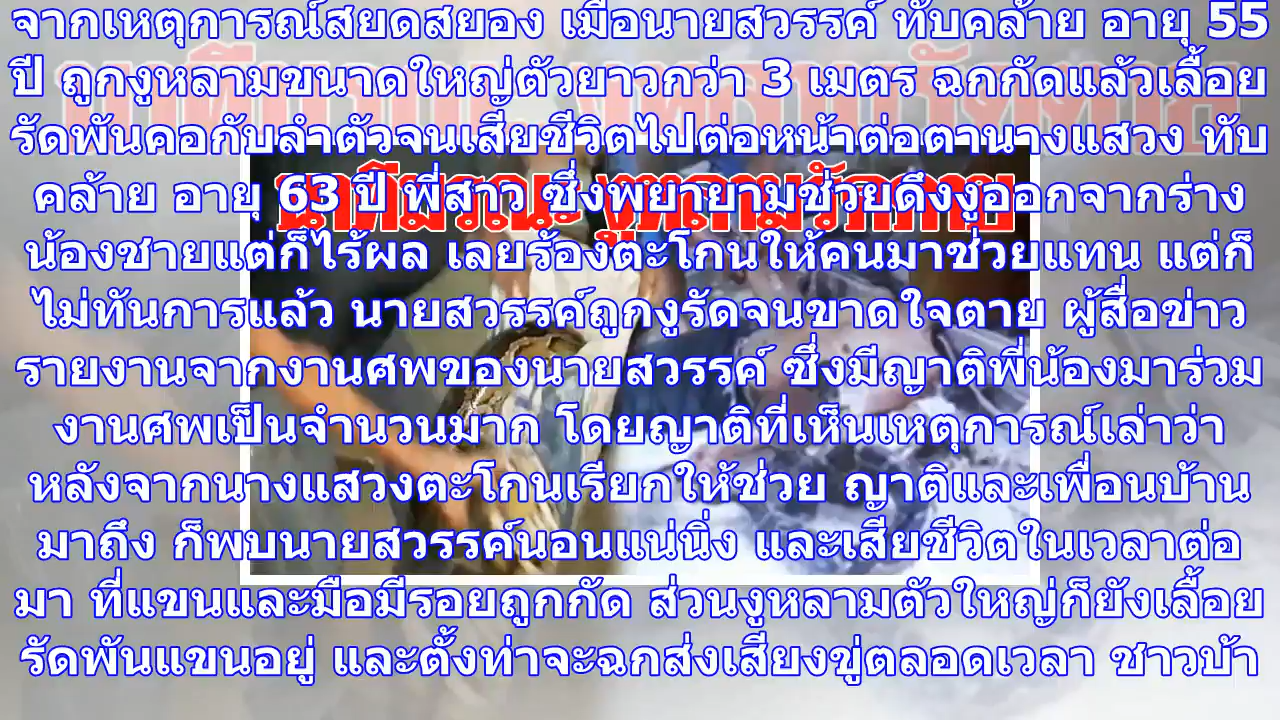 จากเหตุการณ์สยดสยอง เมื่อนายสวรรค์ ทับคล้าย อายุ 55
ปี ถูกงูหลามขนาดใหญ่ตัวยาวกว่า 3 เมตร ฉกกัดแล้วเลื้อย
รัดพันคอกับลำตัวจนเสียชีวิตไปต่อหน้าต่อตานางแสวง ทับ
คล้าย อายุ 63 ปี พี่สาว ซึ่งพยายามช่วยดึงงูออกจากร่าง
น้องชายแต่ก็ไร้ผล เลยร้องตะโกนให้คนมาช่วยแทน แต่ก็
ไม่ทันการแล้ว นายสวรรค์ถูกงูรัดจนขาดใจตาย ผู้สื่อข่าว
รายงานจากงานศพของนายสวรรค์ ซึ่งมีญาติพี่น้องมาร่วม
งานศพเป็นจำนวนมาก โดยญาติที่เห็นเหตุการณ์เล่าว่า
หลังจากนางแสวงตะโกนเรียกให้ช่วย ญาติและเพื่อนบ้าน
มาถึง ก็พบนายสวรรค์นอนแน่นิ่ง และเสียชีวิตในเวลาต่อ
มา ที่แขนและมือมีรอยถูกกัด ส่วนงูหลามตัวใหญ่ก็ยังเลื้อย
รัดพันแขนอยู่ และตั้งท่าจะฉกส่งเสียงขู่ตลอดเวลา ชาวบ้า